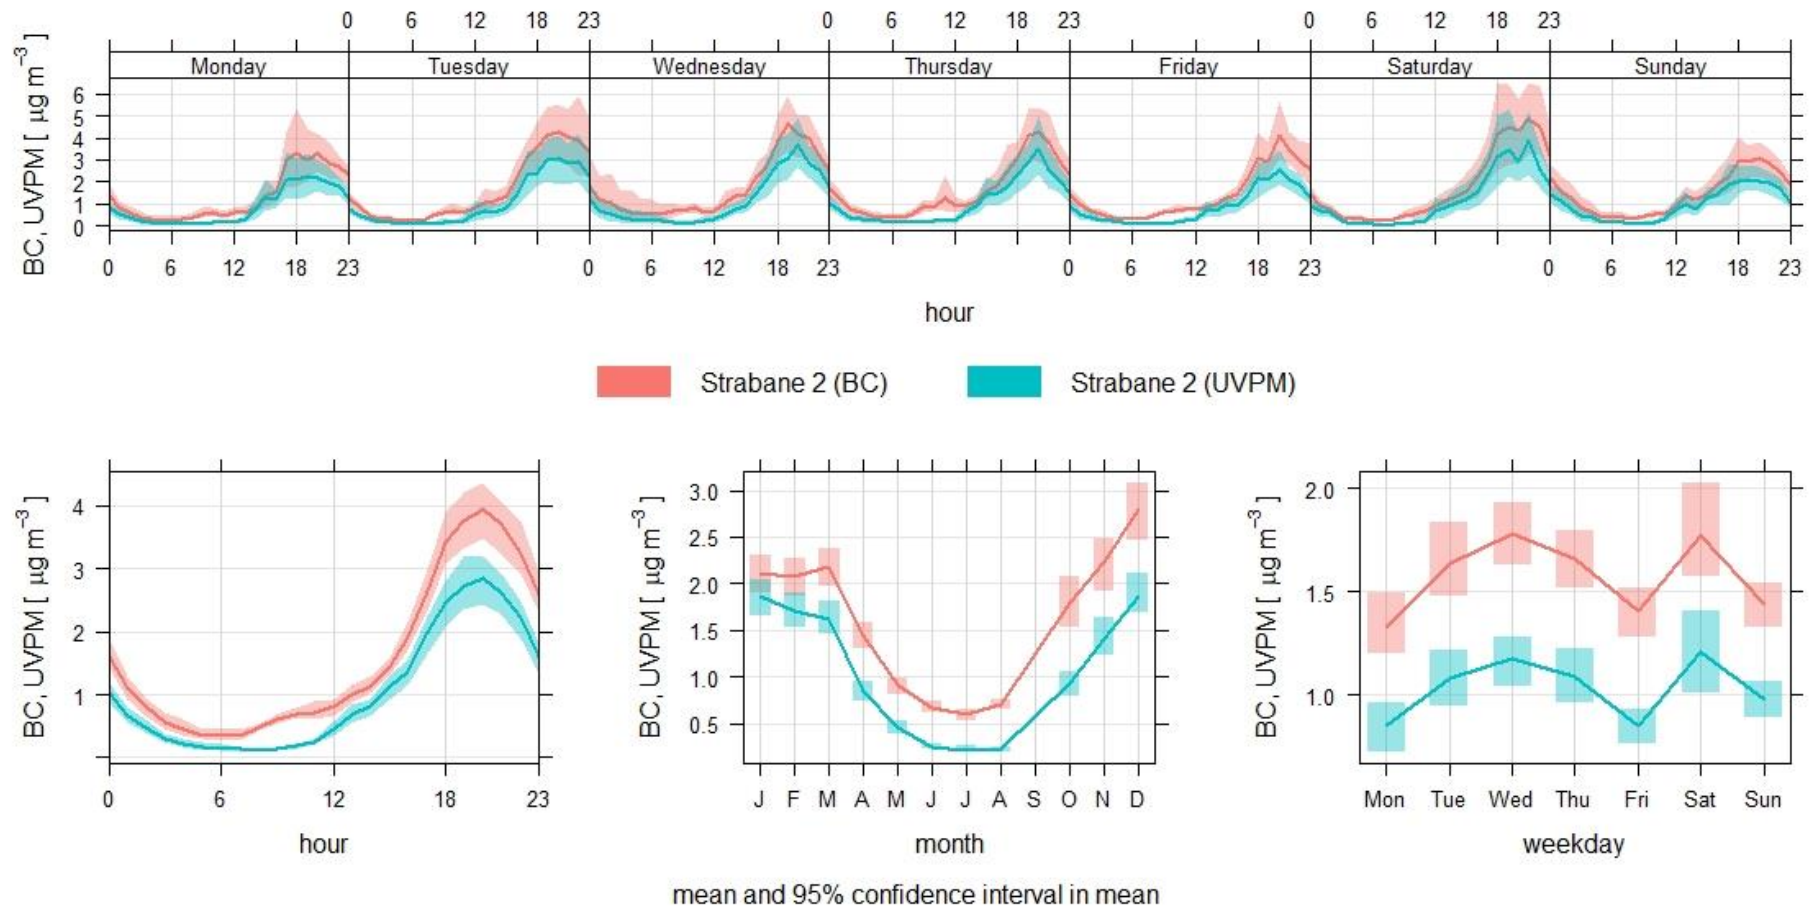 0 6 12 18 23 0 6 12 18 23 0 6 12 18 23
Monday Tuesday Wednesday Thursday Friday Saturday Sunday
BC, UVPM [ µg m⁻³ ]
6
5
4
3
2
1
0
0 6 12 18 23 0 6 12 18 23 0 6 12 18 23 0 6 12 18 23
hour
Strabane 2 (BC) Strabane 2 (UVPM)
BC, UVPM [ µg m⁻³ ]
4
3
2
1
0 6 12 18 23
hour
BC, UVPM [ µg m⁻³ ]
3.0
2.5
2.0
1.5
1.0
0.5
J F M A M J J A S O N D
month
BC, UVPM [ µg m⁻³ ]
2.0
1.5
1.0
Mon Tue Wed Thu Fri Sat Sun
weekday
mean and 95% confidence interval in mean